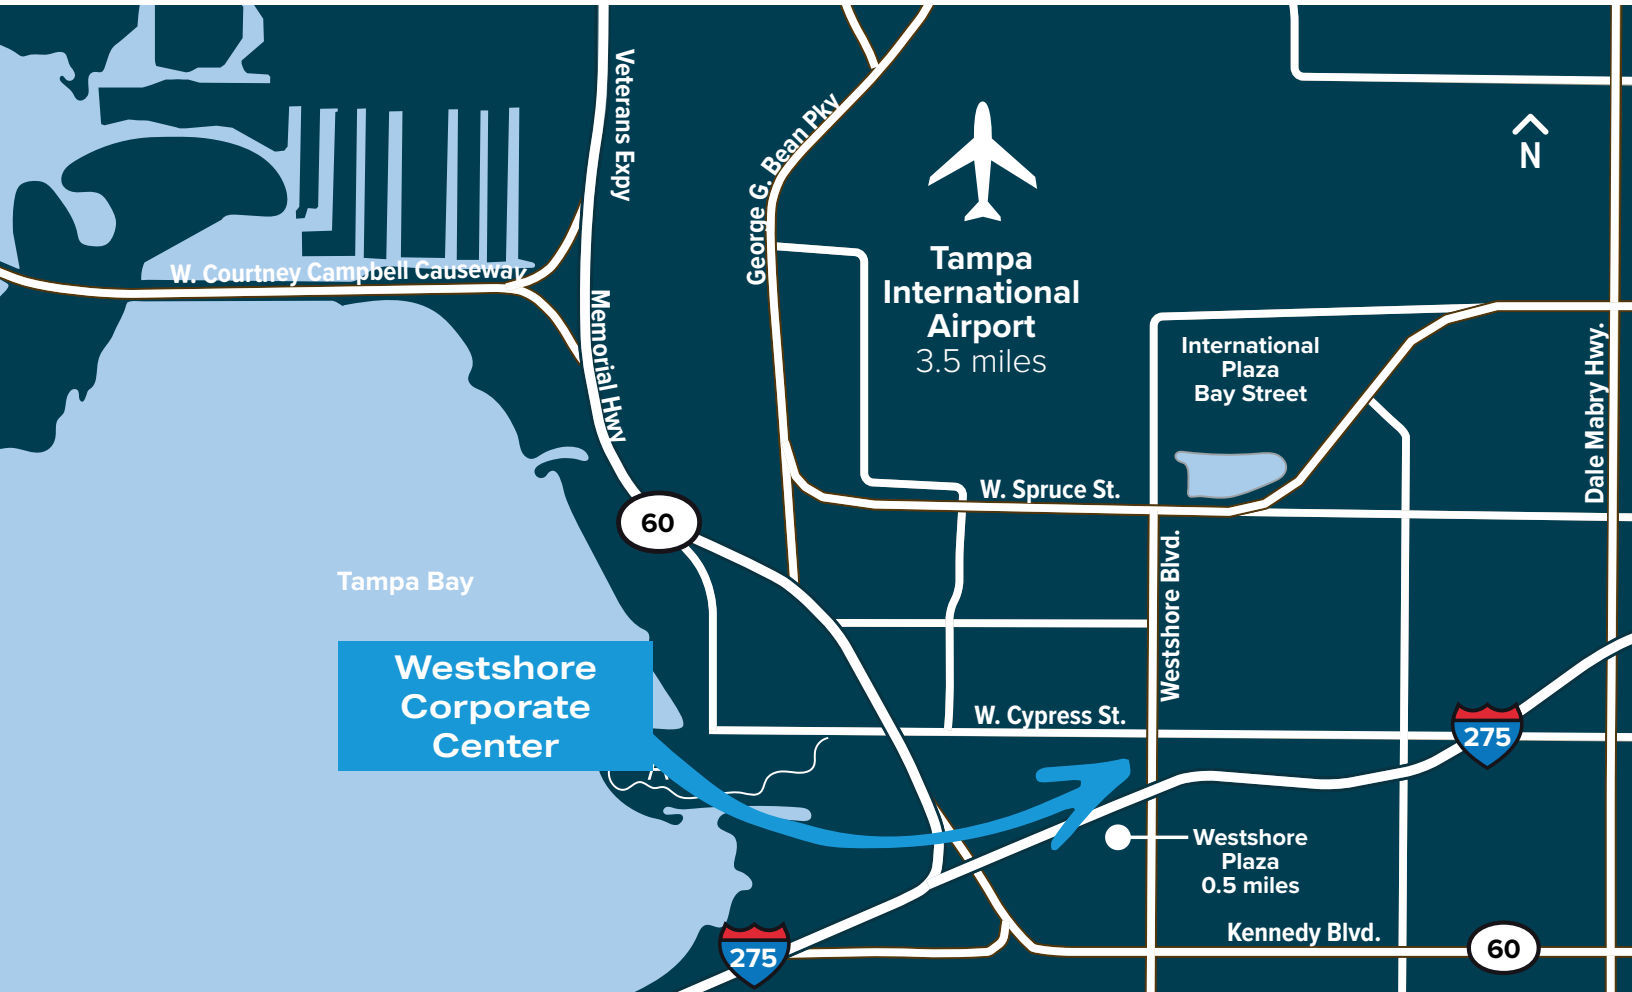 Veterans Expy
George G. Bean Pky
N
W. Courtney Campbell Causeway
Tampa
International
Airport
3.5 miles
Memorial Hwy
International
Plaza
Bay Street
Dale Mabry Hwy.
W. Spruce St.
60
Westshore Blvd.
Tampa Bay
Westshore
Corporate
Center
W. Cypress St.
275
Westshore
Plaza
0.5 miles
Kennedy Blvd.
60
275